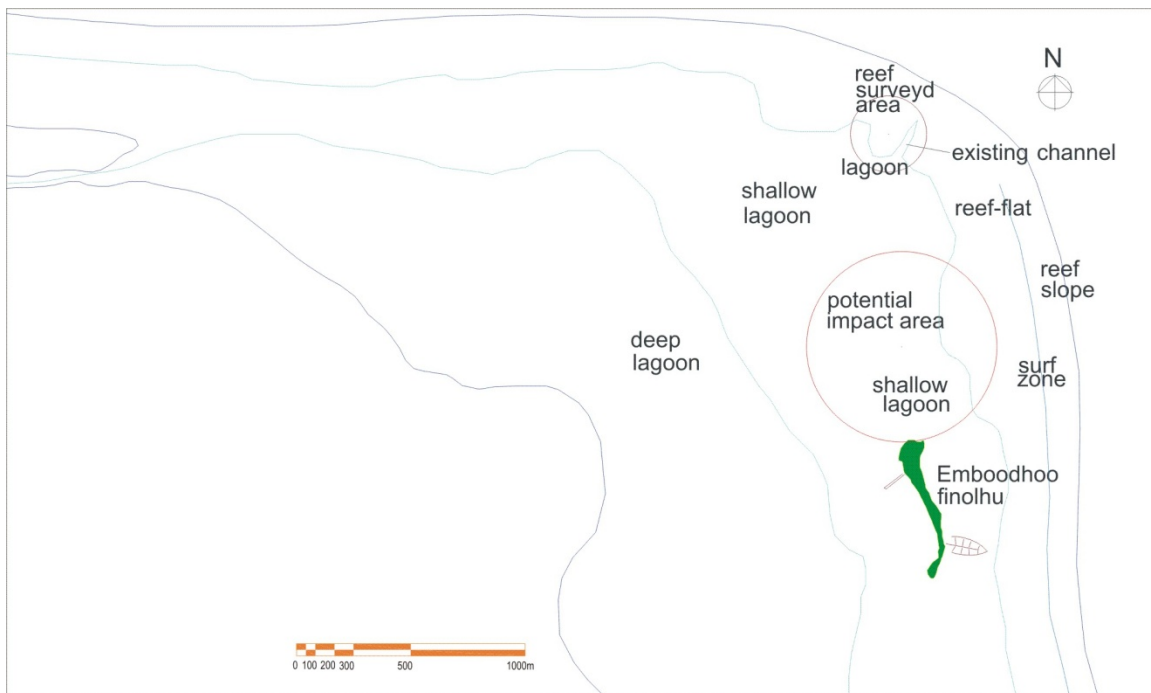 N
reef
surveyd
area
existing channel
lagoon
shallow
lagoon
reef-flat
reef
slope
potential
impact area
deep
lagoon
surf
zone
shallow
lagoon
Emboodhoo
finolhu
0 100 200 300 500 1000m